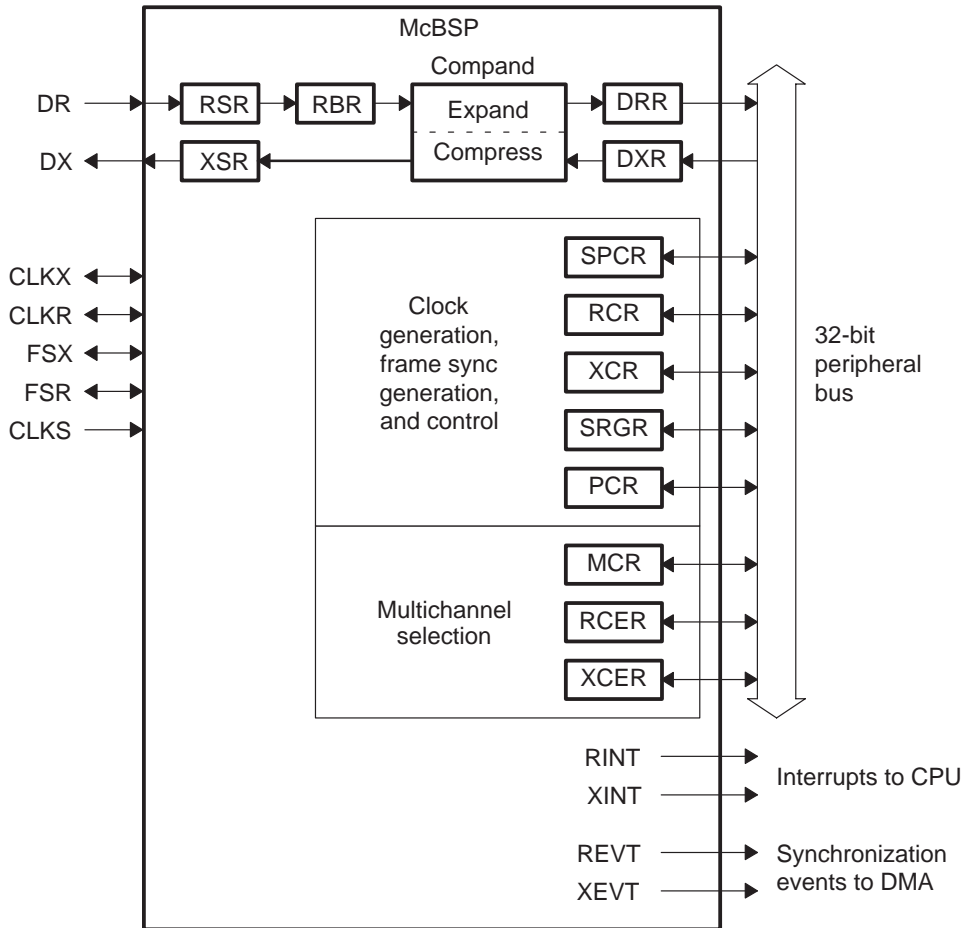 McBSP
Compand
DR
RSR
RBR
Expand
DRR
DX
XSR
Compress
DXR
CLKX
CLKR
FSX
FSR
CLKS
Clock
generation,
frame sync
generation,
and control
SPCR
RCR
XCR
SRGR
PCR
32-bit
peripheral
bus
Multichannel
selection
MCR
RCER
XCER
RINT
XINT
Interrupts to CPU
REVT
XEVT
Synchronization
events to DMA